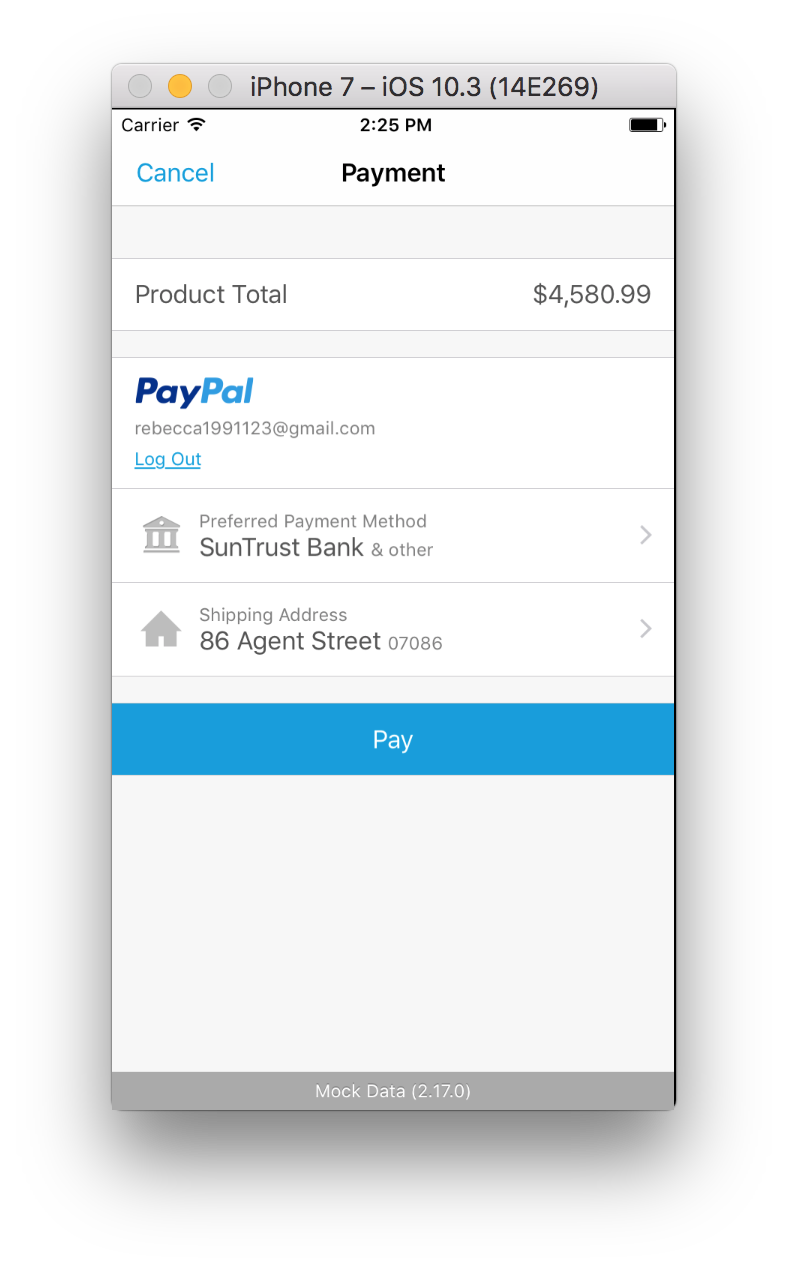 iPhone 7 – iOS 10.3 (14E269)
Carrier 2:25 PM
Cancel Payment
Product Total $4,580.99
PayPal
rebecca1991123@gmail.com
Log Out
Preferred Payment Method
SunTrust Bank & other
Shipping Address
86 Agent Street 07086
Pay
Mock Data (2.17.0)